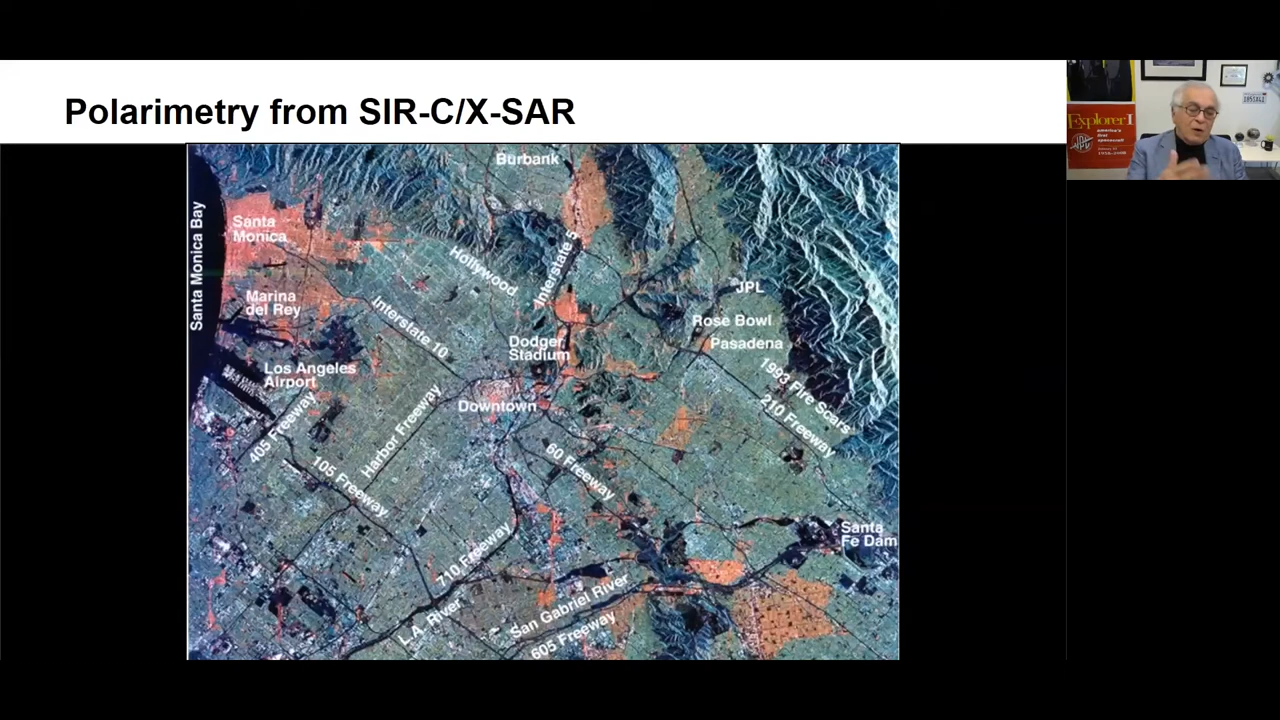 Polarimetry from SIR-C/X-SAR
Burbank
Santa
Monica
Santa Monica Bay
Hollywood
Interstate 5
Marina
del Rey
Interstate 10
JPL
Rose Bowl
Pasadena
Dodger
Stadium
Los Angeles
Airport
1993 Fire Scars
210 Freeway
Downtown
405 Freeway
Harbor Freeway
105 Freeway
60 Freeway
Santa
Fe Dam
710 Freeway
L.A. River
San Gabriel River
605 Freeway
Explorer I
JPL